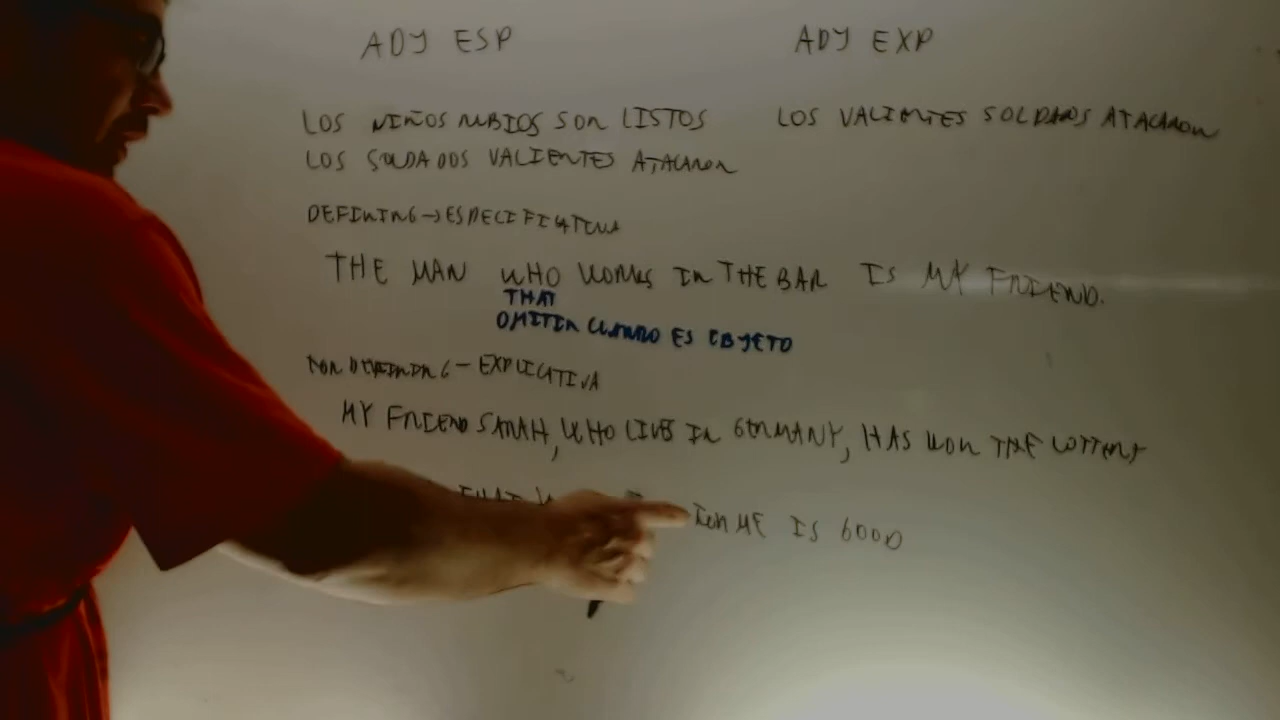 ADJ ESP
ADJ EXP
LOS NIÑOS RUBIOS SON LISTOS
LOS VALIENTES SOLDADOS ATACARON
LOS SOLDADOS VALIENTES ATACARON
DEFINING → ESPECIFICATIVA
THE MAN WHO WORKS IN THE BAR IS MY FRIEND.
THAT
OMITIR CUANDO ES OBJETO
NON DEFINING - EXPLICATIVA
MY FRIEND SARAH, WHO LIVES IN GERMANY, HAS WON THE LOTTERY
THAT IS GOOD